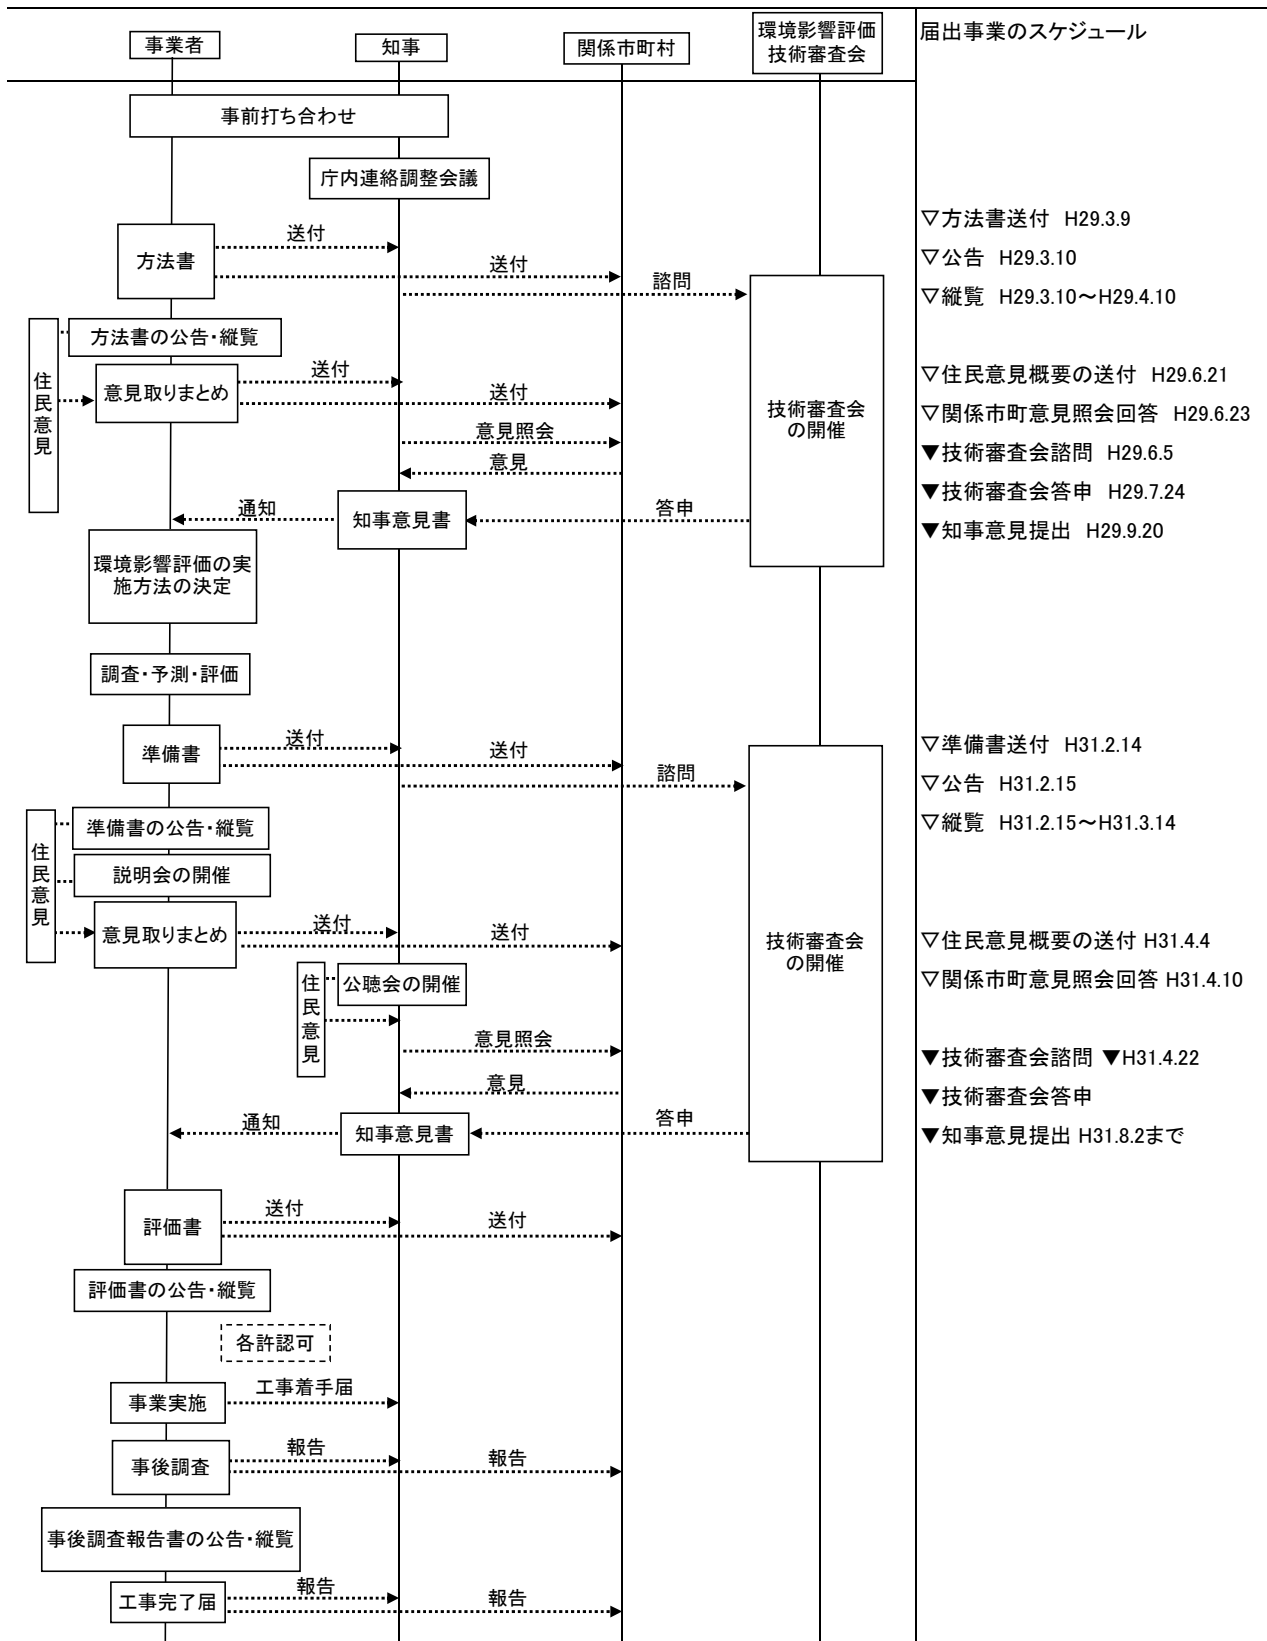 事業者
知事
関係市町村
環境影響評価
技術審査会
届出事業のスケジュール
事前打ち合わせ
庁内連絡調整会議
方法書
送付
送付
諮問
▽方法書送付 H29.3.9
▽公告 H29.3.10
▽縦覧 H29.3.10～H29.4.10
方法書の公告・縦覧
住民意見
意見取りまとめ
送付
送付
意見照会
意見
技術審査会
の開催
▽住民意見概要の送付 H29.6.21
▽関係市町意見照会回答 H29.6.23
▼技術審査会諮問 H29.6.5
▼技術審査会答申 H29.7.24
▼知事意見提出 H29.9.20
通知
知事意見書
答申
環境影響評価の実
施方法の決定
調査・予測・評価
準備書
送付
送付
諮問
▽準備書送付 H31.2.14
▽公告 H31.2.15
▽縦覧 H31.2.15～H31.3.14
準備書の公告・縦覧
住民意見
説明会の開催
意見取りまとめ
送付
送付
技術審査会
の開催
▽住民意見概要の送付 H31.4.4
▽関係市町意見照会回答 H31.4.10
住民意見
公聴会の開催
意見照会
意見
▼技術審査会諮問 ▼H31.4.22
▼技術審査会答申
▼知事意見提出 H31.8.2まで
通知
知事意見書
答申
評価書
送付
送付
評価書の公告・縦覧
各許認可
事業実施
工事着手届
事後調査
報告
報告
事後調査報告書の公告・縦覧
工事完了届
報告
報告